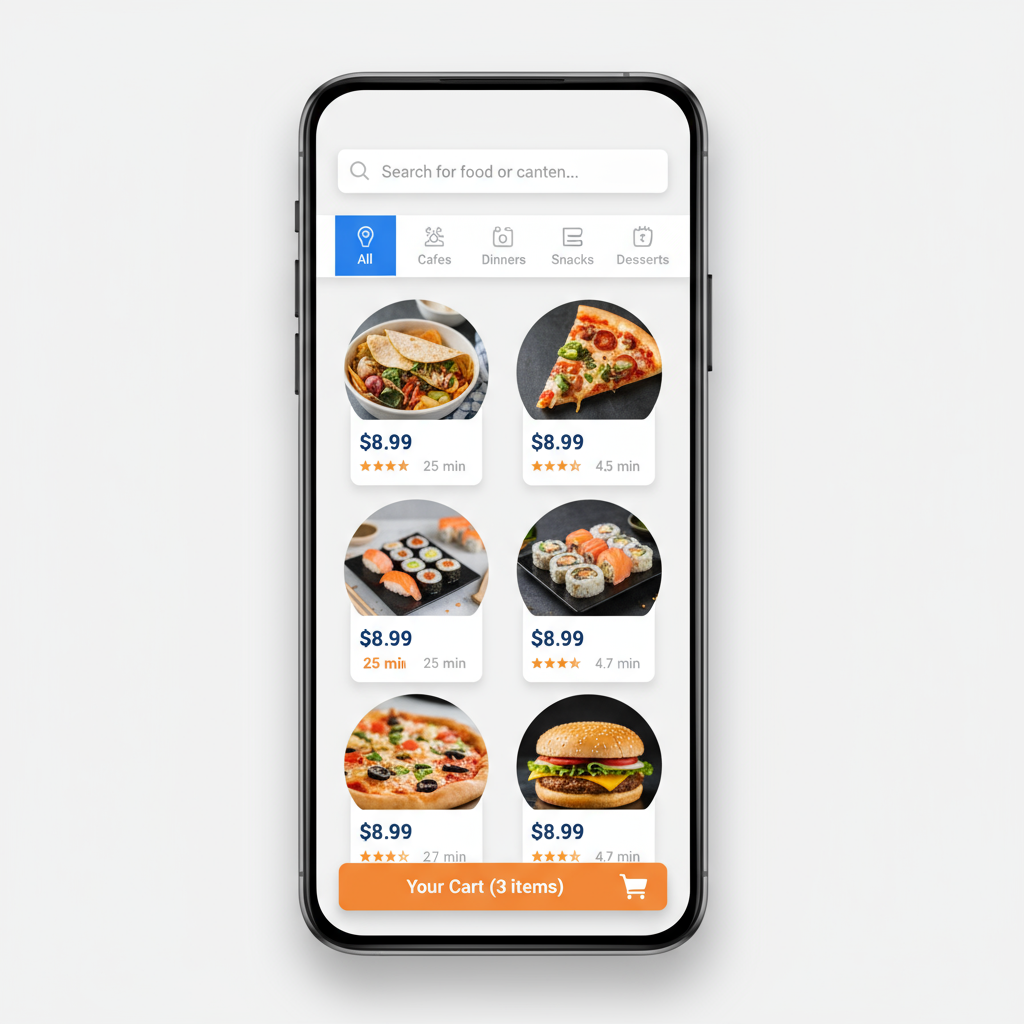 Search for food or canten...
All Cafes Dinners Snacks Desserts
$8.99 $8.99
25 min 4.5 min
$8.99 $8.99
25 min 25 min 4.7 min
$8.99 $8.99
27 min 4.7 min
Your Cart (3 items)